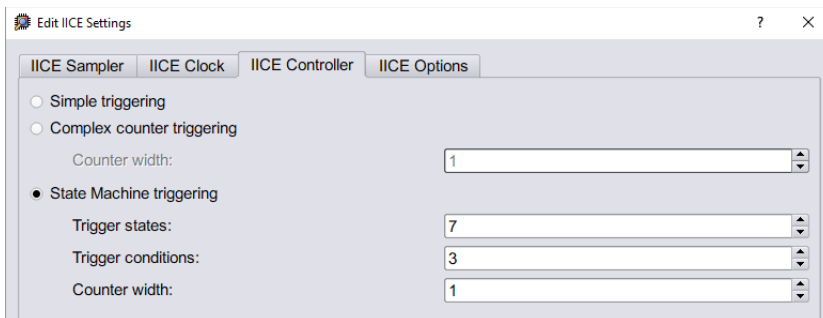 Edit IICE Settings ? ×
IICE Sampler IICE Clock IICE Controller IICE Options
Simple triggering
Complex counter triggering
Counter width: 1
State Machine triggering
Trigger states: 7
Trigger conditions: 3
Counter width: 1